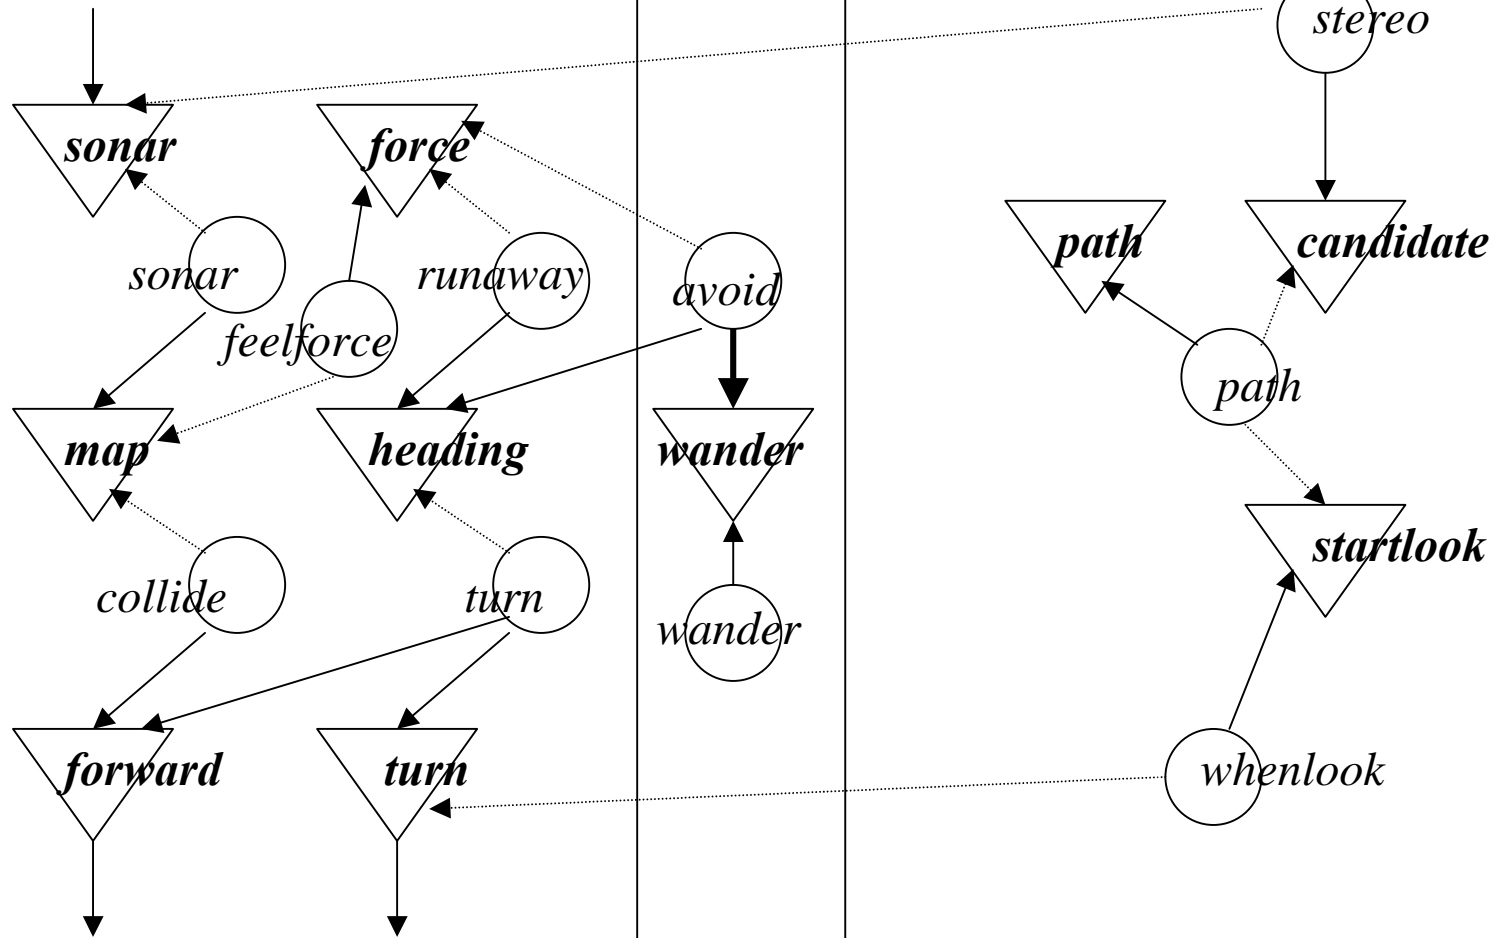 stereo
sonar
force
path
candidate
sonar
runaway
avoid
feelforce
path
map
heading
wander
startlook
collide
turn
wander
forward
turn
whenlook